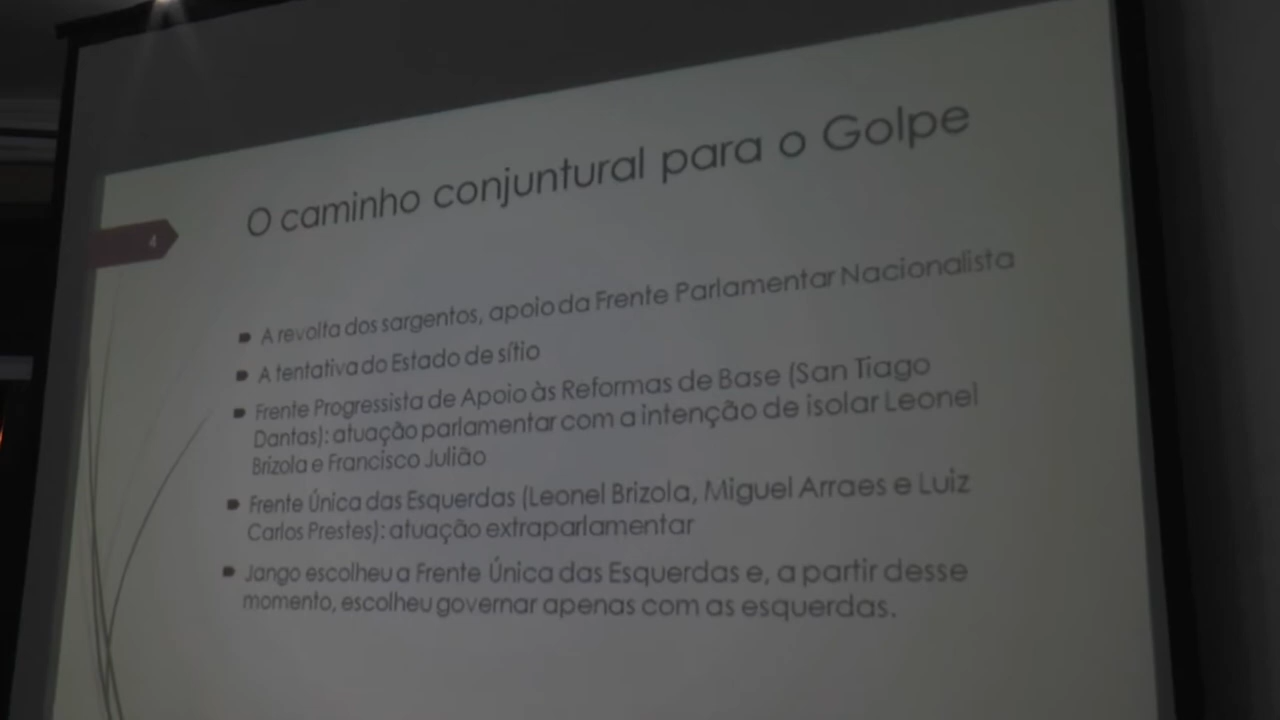 O caminho conjuntural para o Golpe
4
A revolta dos sargentos, apoio da Frente Parlamentar Nacionalista
A tentativa do Estado de sítio
Frente Progressista de Apoio às Reformas de Base (San Tiago
Dantas): atuação parlamentar com a intenção de isolar Leonel
Brizola e Francisco Julião
Frente Única das Esquerdas (Leonel Brizola, Miguel Arraes e Luiz
Carlos Prestes): atuação extraparlamentar
Jango escolheu a Frente Única das Esquerdas e, a partir desse
momento, escolheu governar apenas com as esquerdas.